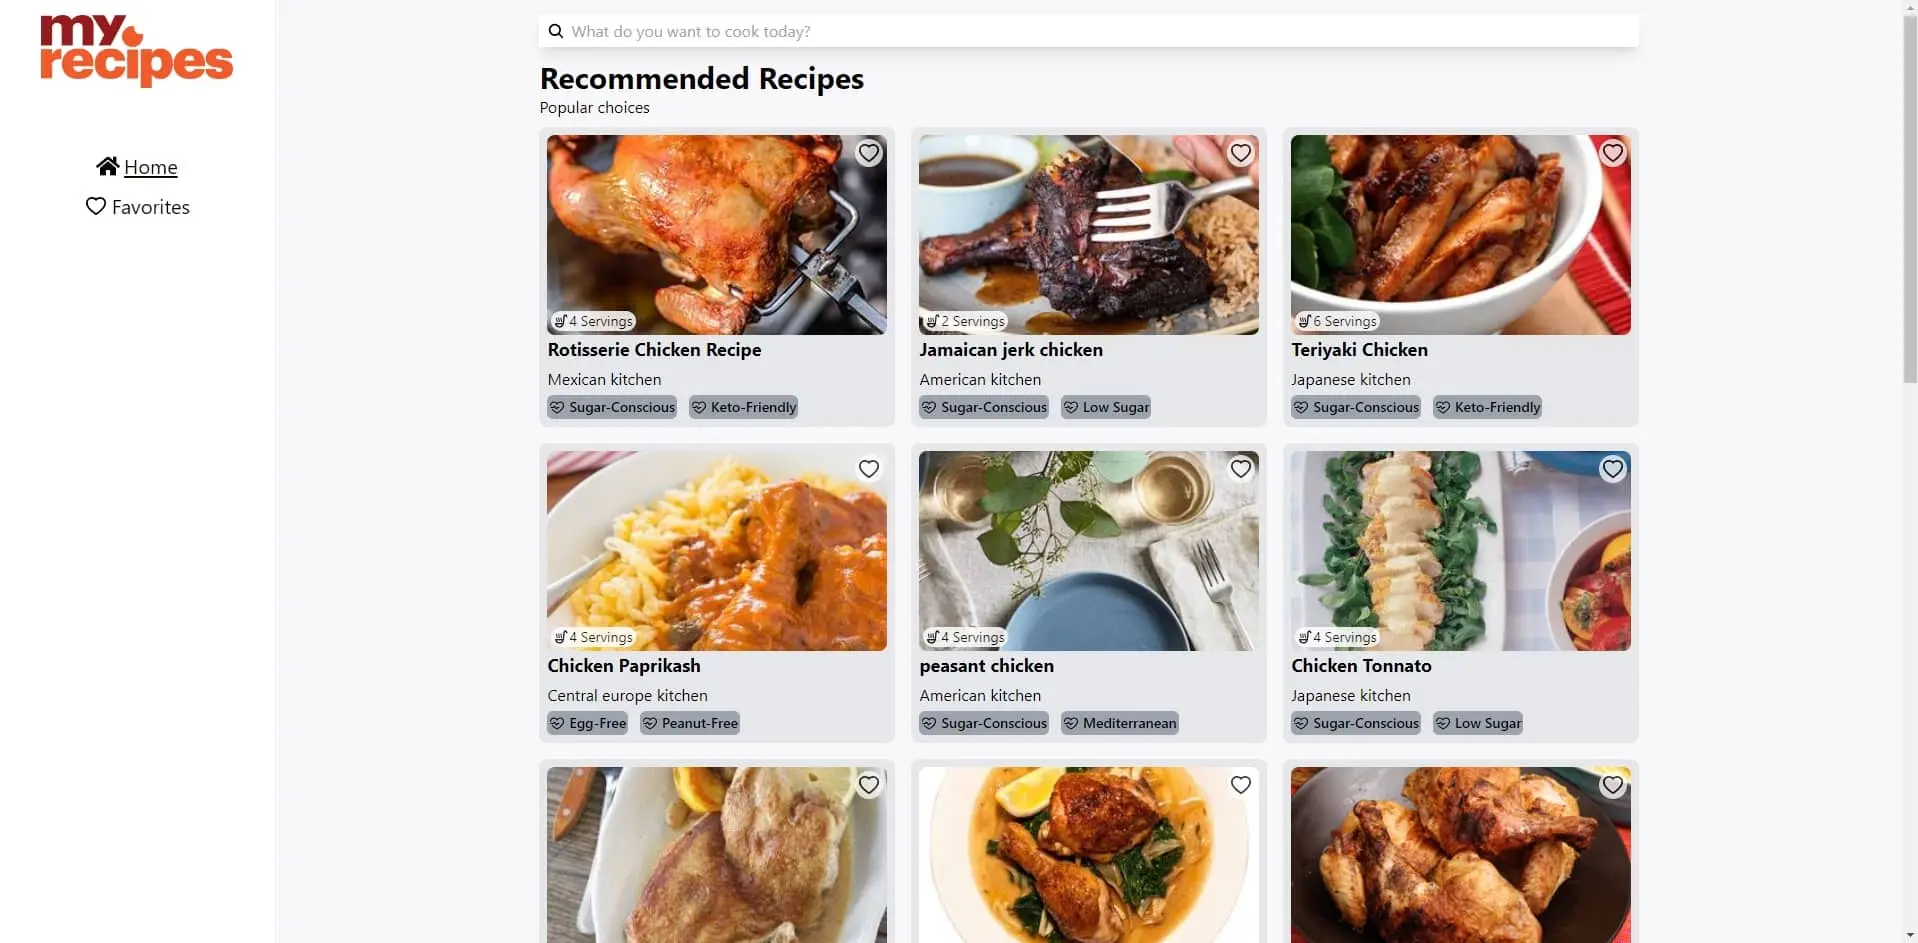 my
recipes
Home
Favorites
What do you want to cook today?
Recommended Recipes
Popular choices
4 Servings
Rotisserie Chicken Recipe
Mexican kitchen
Sugar-Conscious Keto-Friendly
2 Servings
Jamaican jerk chicken
American kitchen
Sugar-Conscious Low Sugar
6 Servings
Teriyaki Chicken
Japanese kitchen
Sugar-Conscious Keto-Friendly
4 Servings
Chicken Paprikash
Central europe kitchen
Egg-Free Peanut-Free
4 Servings
peasant chicken
American kitchen
Sugar-Conscious Mediterranean
4 Servings
Chicken Tonnato
Japanese kitchen
Sugar-Conscious Low Sugar